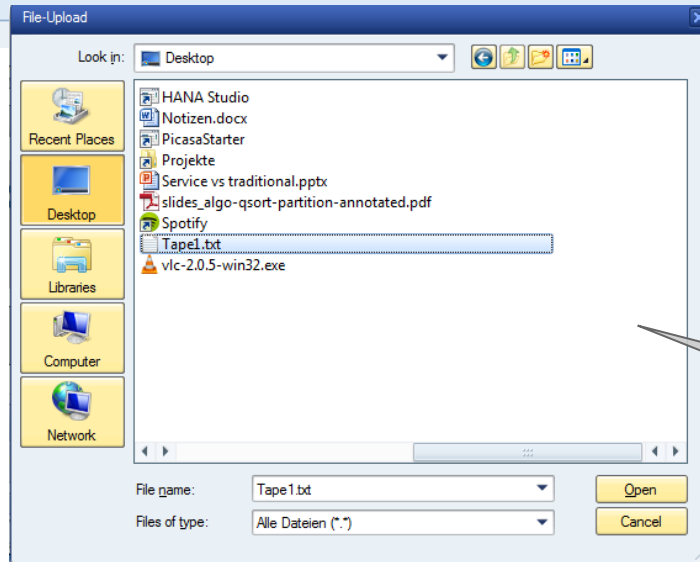 File-Upload
Look in:
Desktop
Recent Places
Desktop
Libraries
Computer
Network
HANA Studio
Notizen.docx
PicasaStarter
Projekte
Service vs traditional.pptx
slides_algo-qsort-partition-annotated.pdf
Spotify
Tape1.txt
vlc-2.0.5-win32.exe
File name:
Tape1.txt
Open
Files of type:
Alle Dateien (*.*)
Cancel